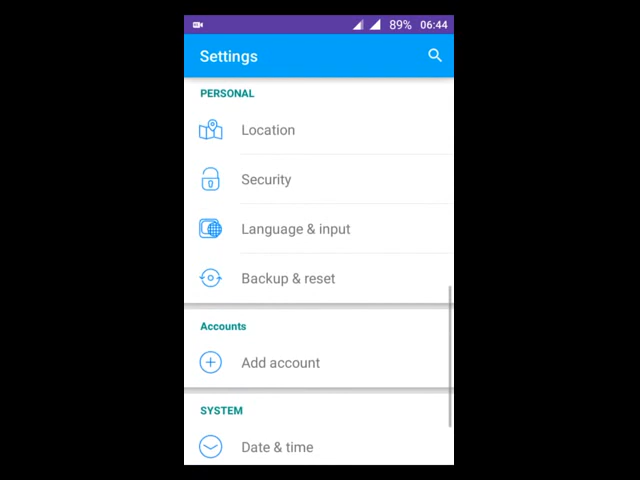 89% 06:44
Settings
PERSONAL
Location
Security
Language & input
Backup & reset
Accounts
Add account
SYSTEM
Date & time